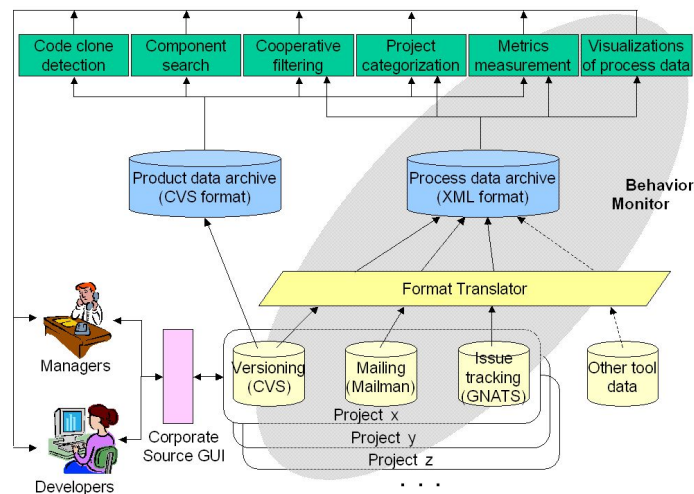 Code clone
detection
Component
search
Cooperative
filtering
Project
categorization
Metrics
measurement
Visualizations
of process data
Product data archive
(CVS format)
Process data archive
(XML format)
Behavior
Monitor
Format Translator
Managers
Developers
Corporate
Source GUI
Versioning
(CVS)
Mailing
(Mailman)
Issue
tracking
(GNATS)
Other tool
data
Project x
Project y
Project z
. . .